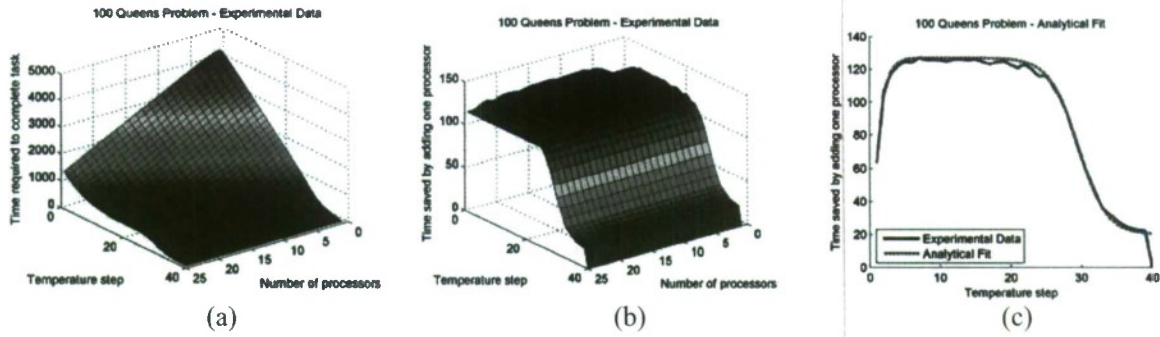 100 Queens Problem - Experimental Data
Time required to complete task
5000
4000
3000
2000
1000
0
0
20
40
Temperature step
25
20
15
10
5
0
Number of processors
(a)
100 Queens Problem - Experimental Data
Time saved by adding one processor
150
100
50
0
0
20
40
Temperature step
25
20
15
10
5
0
Number of processors
(b)
100 Queens Problem - Analytical Fit
Time saved by adding one processor
140
120
100
80
60
40
20
0
Experimental Data
Analytical Fit
0
10
20
30
40
Temperature step
(c)